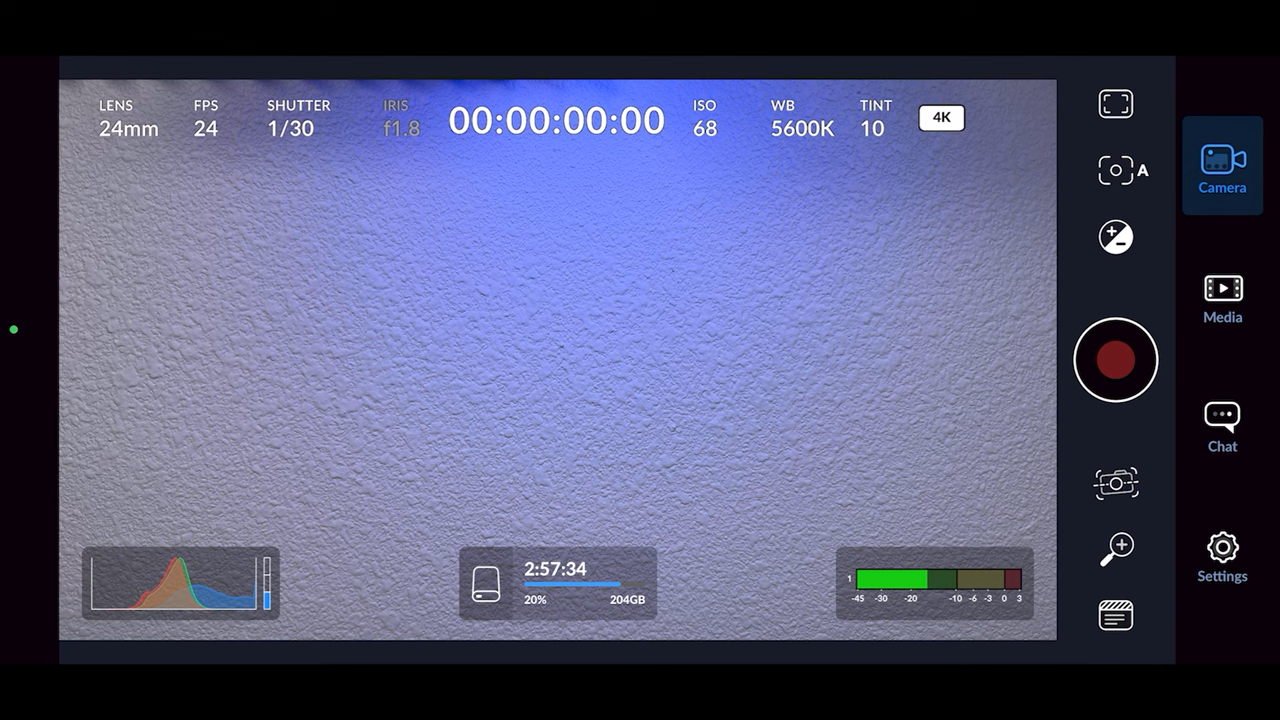 LENS FPS SHUTTER IRIS 00:00:00:00 ISO WB TINT 4K
24mm 24 1/30 f1.8 68 5600K 10
A
Camera
Media
Chat
Settings
2:57:34
20% 204GB
1
-45 -30 -20 -10 -6 -3 0 3